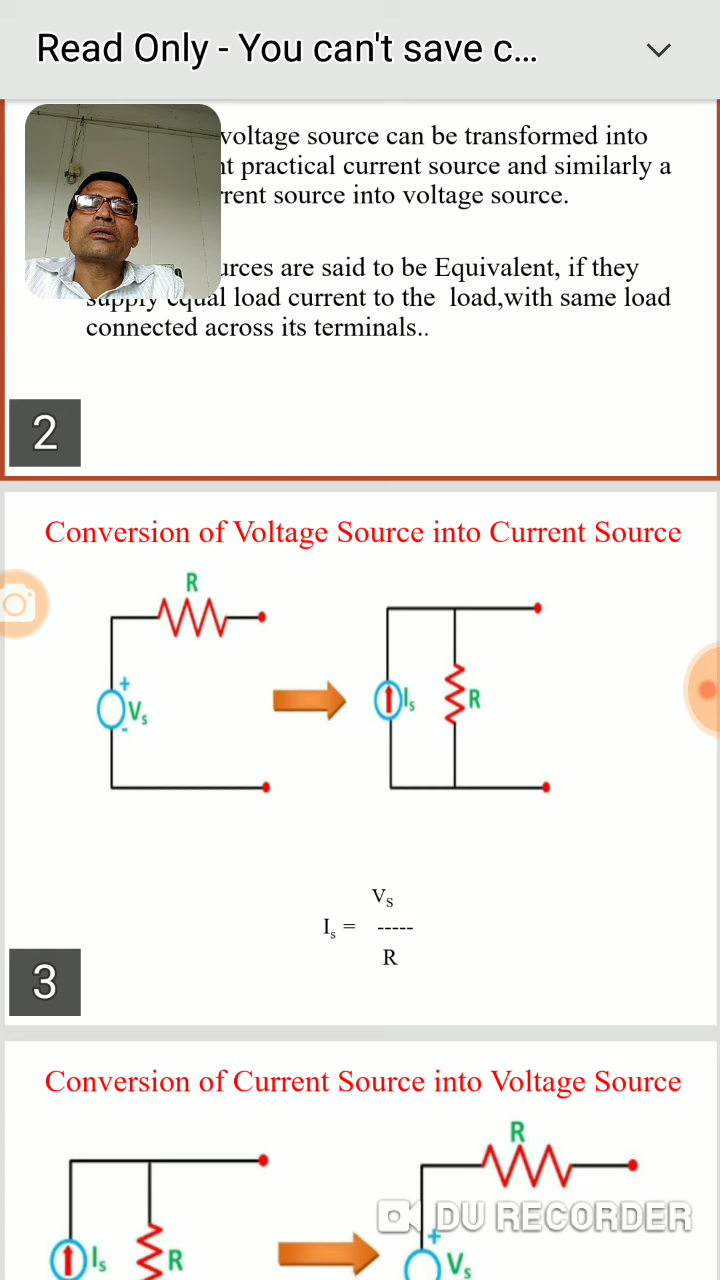 Read Only - You can't save c...
voltage source can be transformed into
practical current source and similarly a
source into voltage source.
are said to be Equivalent, if they
supply equal load current to the load,with same load
connected across its terminals..
2
Conversion of Voltage Source into Current Source
R
+
Vs
-
Is
R
Vs
Is = -----
R
3
Conversion of Current Source into Voltage Source
R
Is
R
+
Vs
DU RECORDER